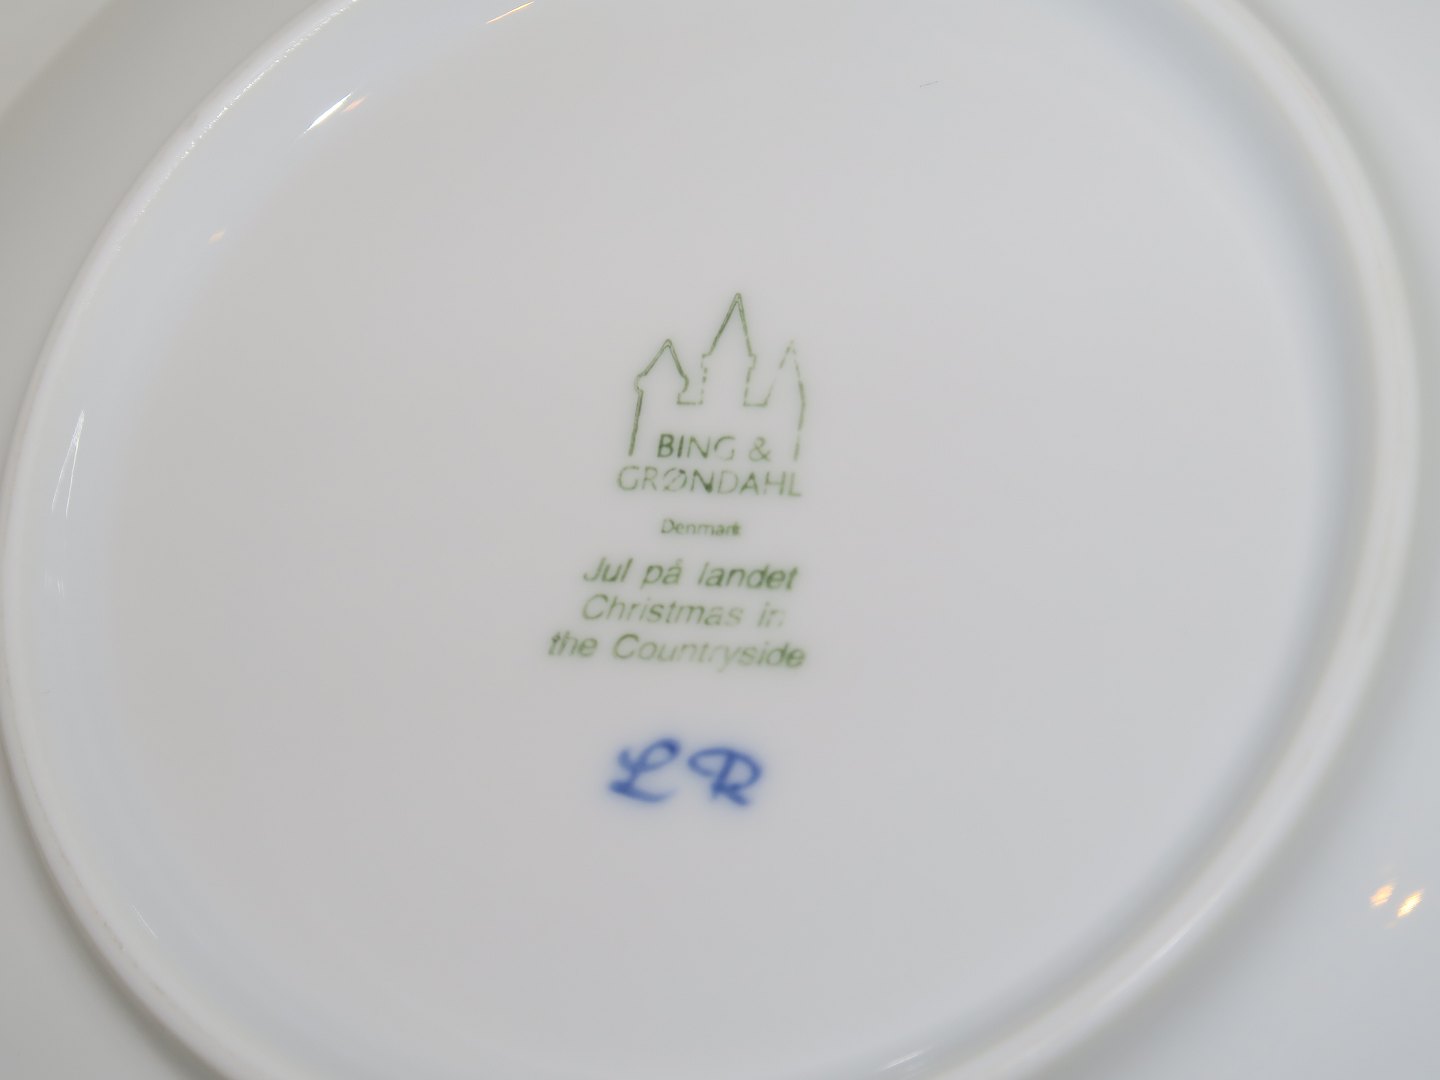 BING &
GRØNDAHL
Denmark
Jul på landet
Christmas in
the Countryside
LR